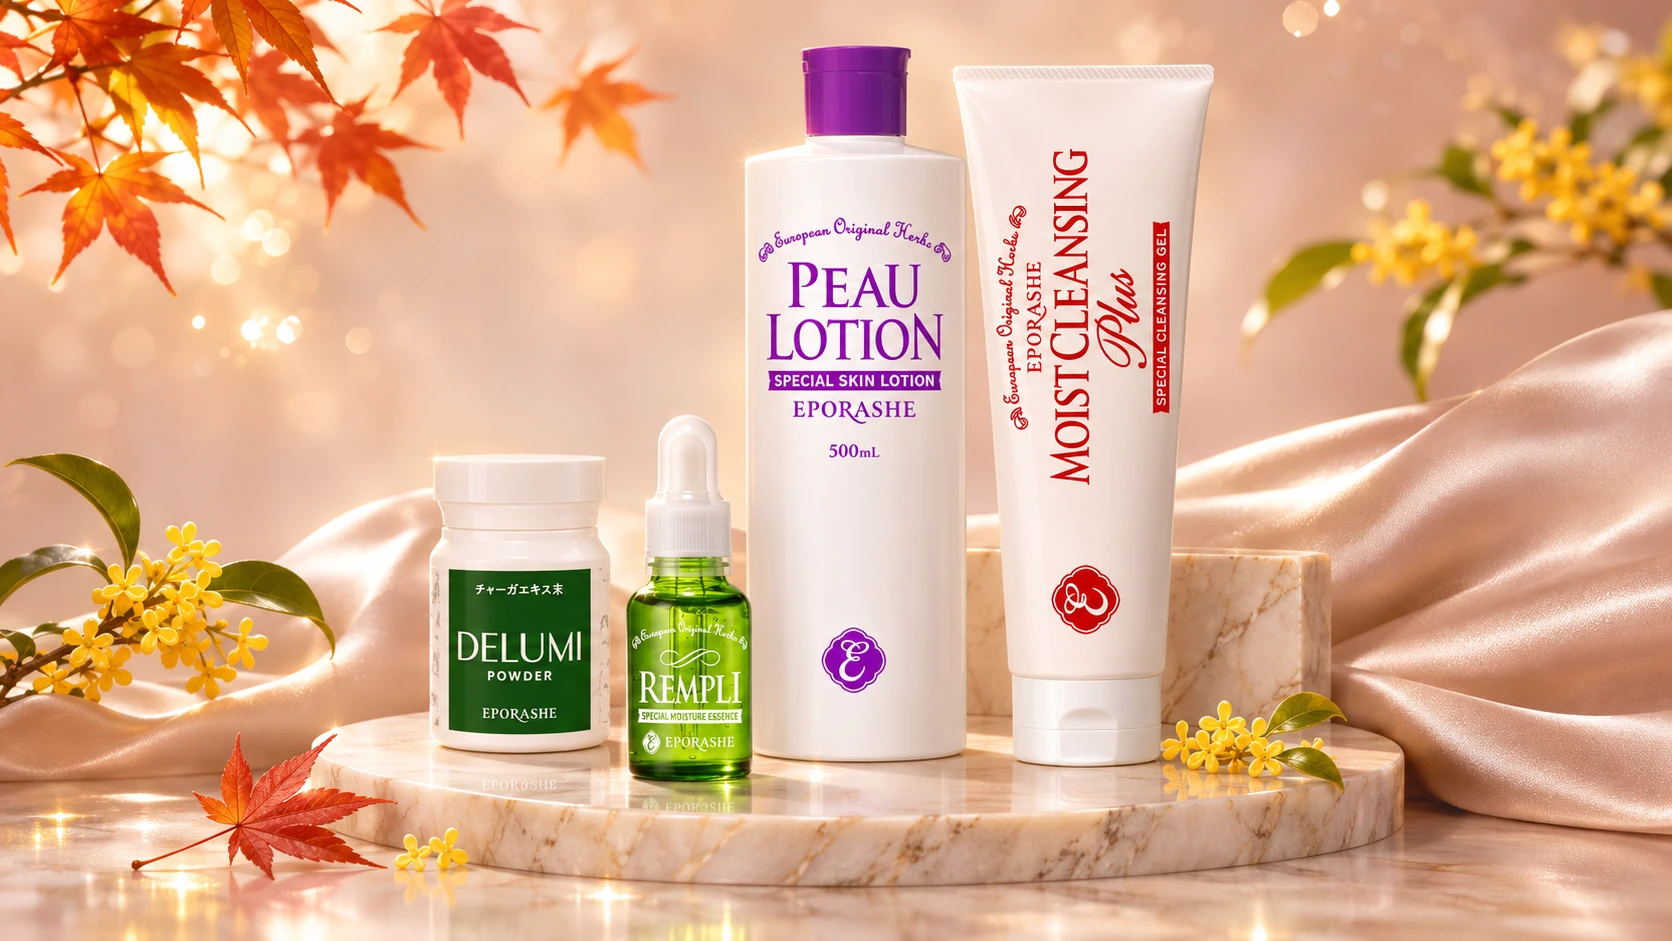 チャーガエキス末
DELUMI
POWDER
EPORASHE
European Original Herbs
REMPLI
SPECIAL MOISTURE ESSENCE
E EPORASHE
European Original Herbs
PEAU
LOTION
SPECIAL SKIN LOTION
EPORASHE
500mL
E
European Original Herbs
EPORASHE
MOIST CLEANSING
Plus
SPECIAL CLEANSING GEL
E